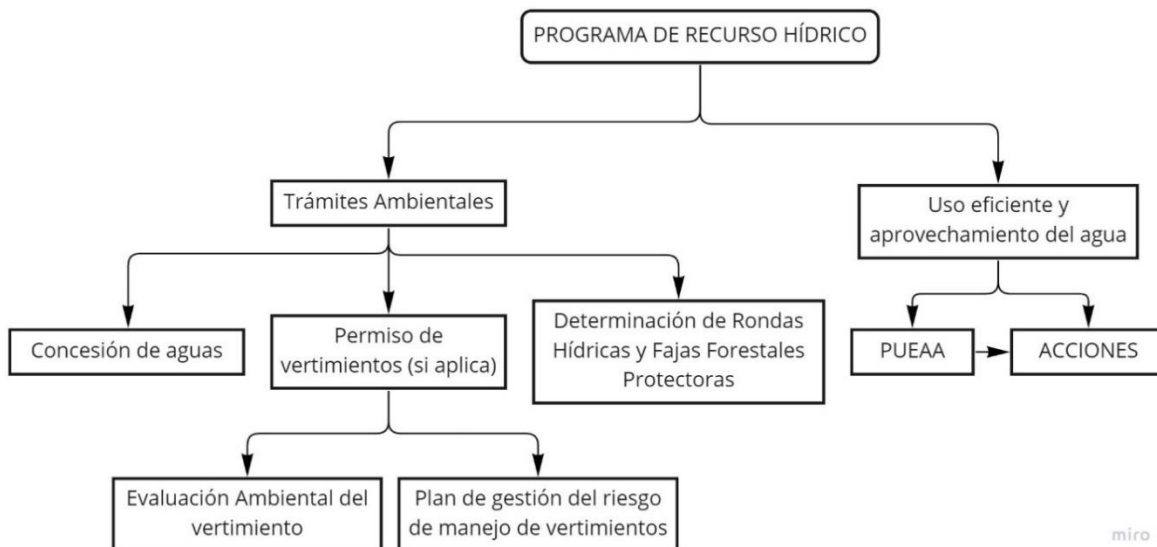 PROGRAMA DE RECURSO HÍDRICO
Trámites Ambientales
Uso eficiente y
aprovechamiento del agua
Concesión de aguas
Permiso de
vertimientos (si aplica)
Determinación de Rondas
Hídricas y Fajas Forestales
Protectoras
PUEAA
ACCIONES
Evaluación Ambiental del
vertimiento
Plan de gestión del riesgo
de manejo de vertimientos
miro